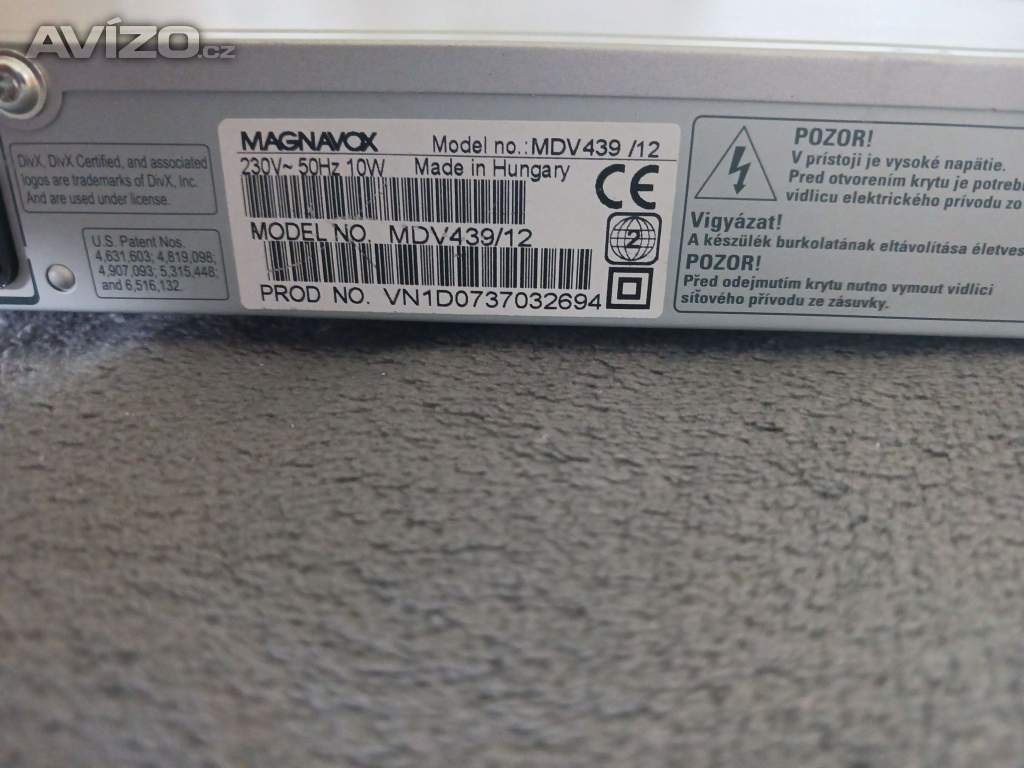 AVÍZO.cz
DivX, DivX Certified, and associated
logos are trademarks of DivX, Inc.
And are used under license.
U.S. Patent Nos.
4,631,603; 4,819,098;
4,907,093; 5,315,448;
and 6,516,132.
MAGNAVOX Model no.:MDV439 /12
230V~ 50Hz 10W Made in Hungary
CE
MODEL NO. MDV439/12
2
PROD NO. VN1D0737032694
POZOR!
V prístoji je vysoké napätie.
Pred otvorením krytu je potreb
vidlicu elektrického prívodu zo
Vigyázat!
A készülék burkolatának eltávolítása életves
POZOR!
Před odejmutím krytu nutno vymout vidlici
síťového přívodu ze zásuvky.